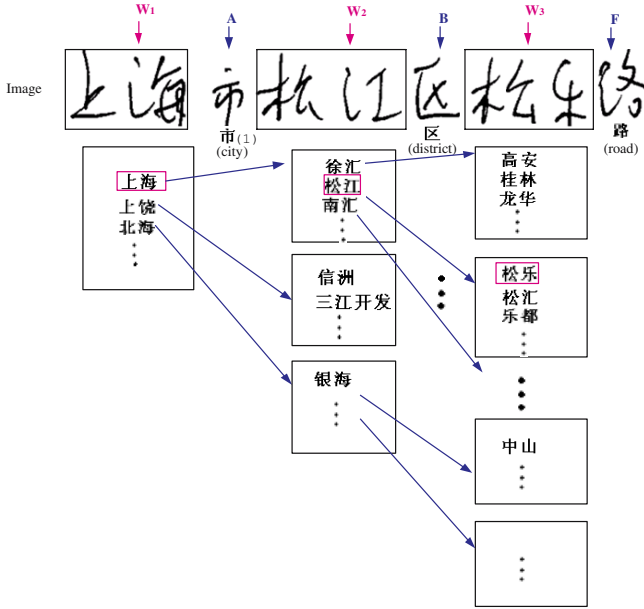 W1 A W2 B W3 F
Image 上海 市 松江 区 松乐 路
市(1) 区 路
(city) (district) (road)
上海
上饶
北海
徐汇
松江
南汇
信洲
三江开发
银海
高安
桂林
龙华
松乐
松汇
乐都
中山